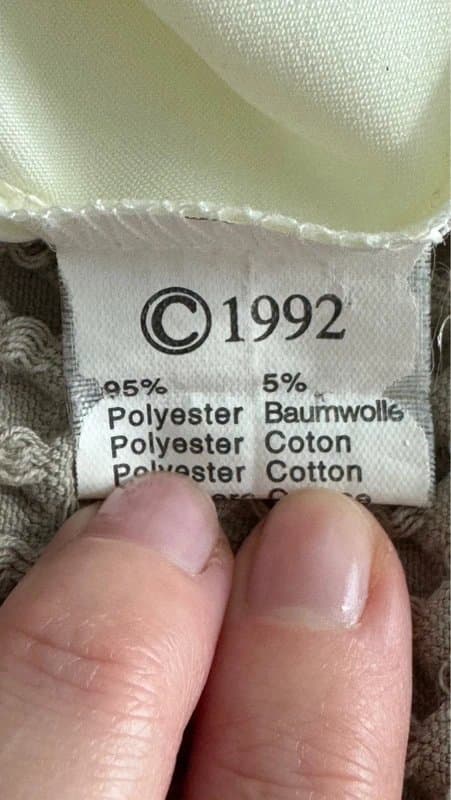 ©1992
95% 5%
Polyester Baumwolle
Polyester Coton
Polyester Cotton